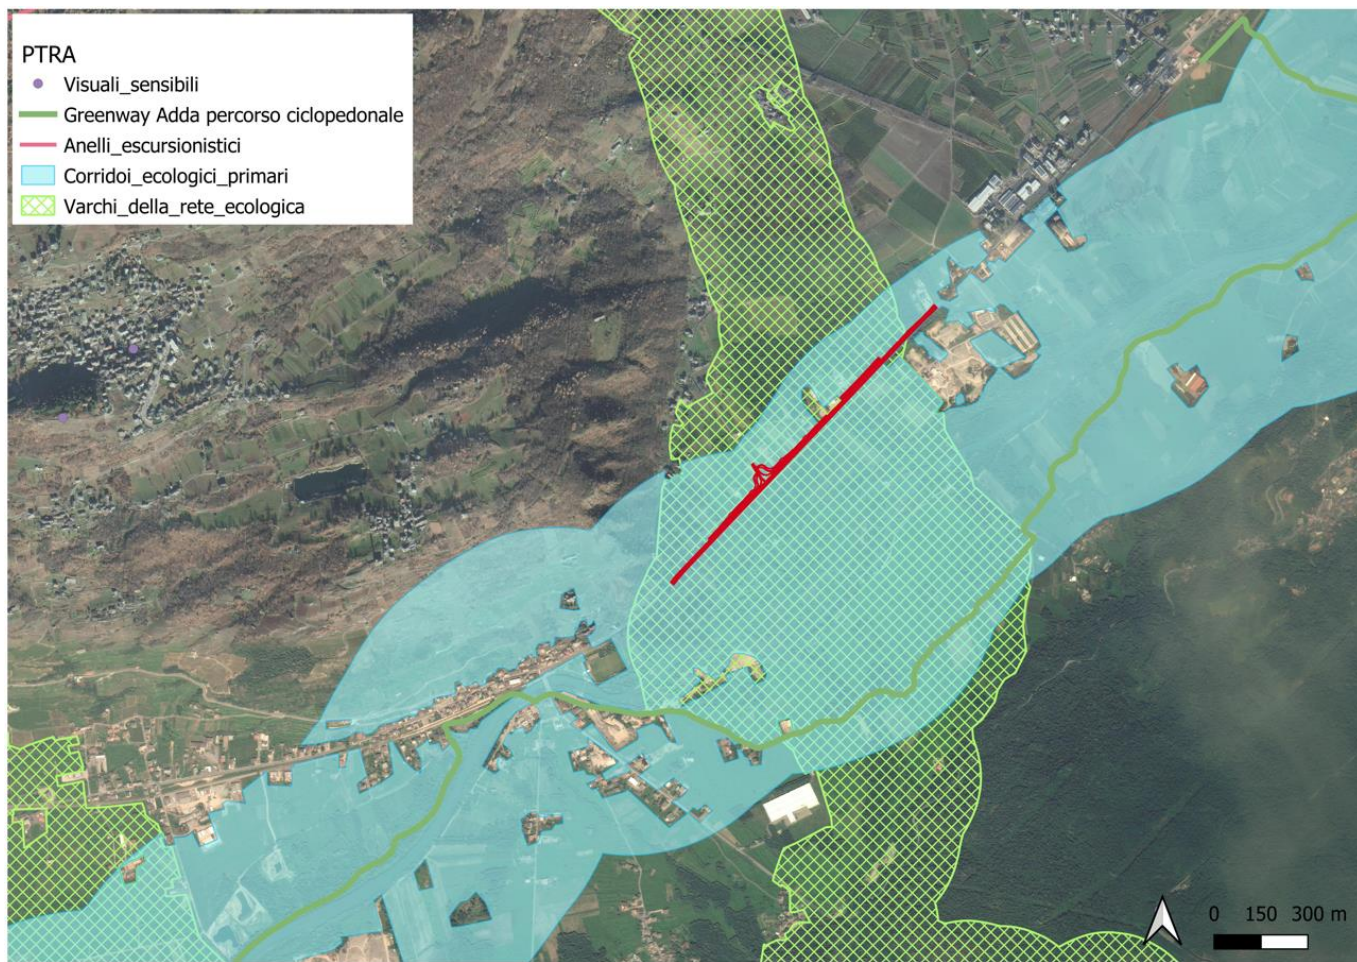 PTRA
Visuali_sensibili
Greenway Adda percorso ciclopedonale
Anelli_escursionistici
Corridoi_ecologici_primari
Varchi_della_rete_ecologica
0 150 300 m